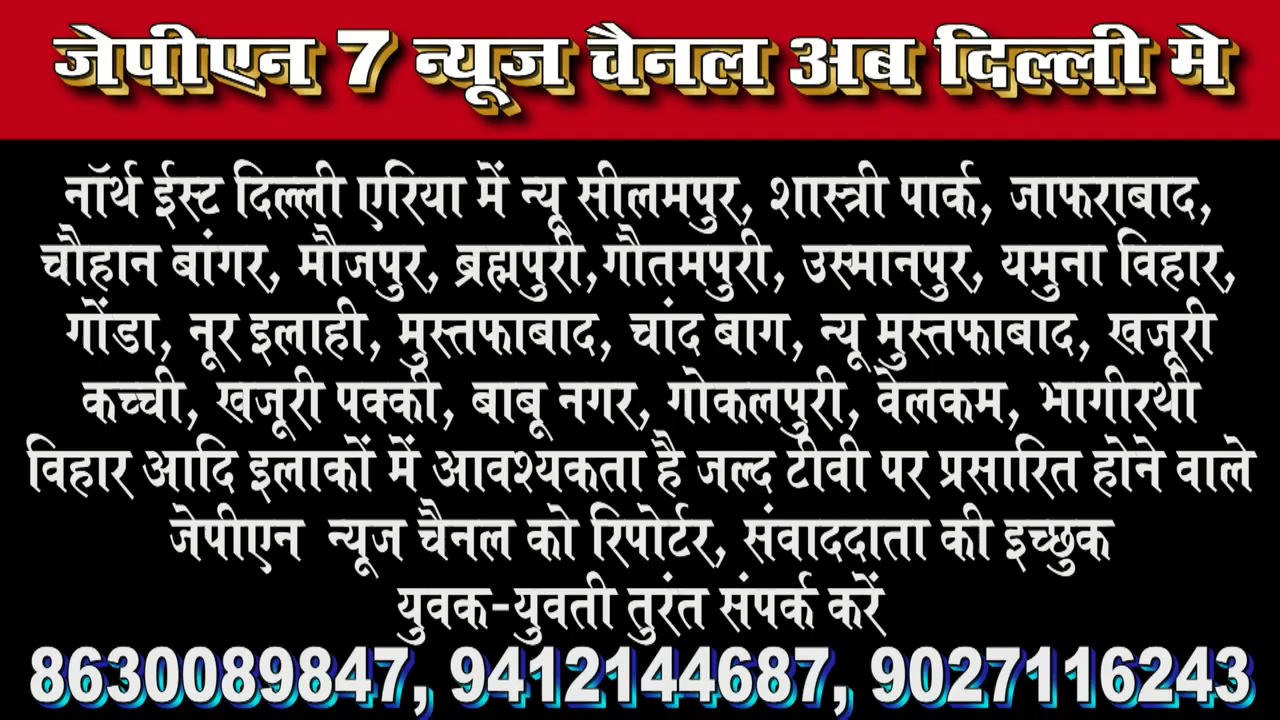 जेपीएन 7 न्यूज चैनल अब दिल्ली मे
नॉर्थ ईस्ट दिल्ली एरिया में न्यू सीलमपुर, शास्त्री पार्क, जाफराबाद,
चौहान बांगर, मौजपुर, ब्रह्मपुरी,गौतमपुरी, उस्मानपुर, यमुना विहार,
गोंडा, नूर इलाही, मुस्तफाबाद, चांद बाग, न्यू मुस्तफाबाद, खजूरी
कच्ची, खजूरी पक्की, बाबू नगर, गोकलपुरी, वेलकम, भागीरथी
विहार आदि इलाकों में आवश्यकता है जल्द टीवी पर प्रसारित होने वाले
जेपीएन न्यूज चैनल को रिपोर्टर, संवाददाता की इच्छुक
युवक-युवती तुरंत संपर्क करें
8630089847, 9412144687, 9027116243